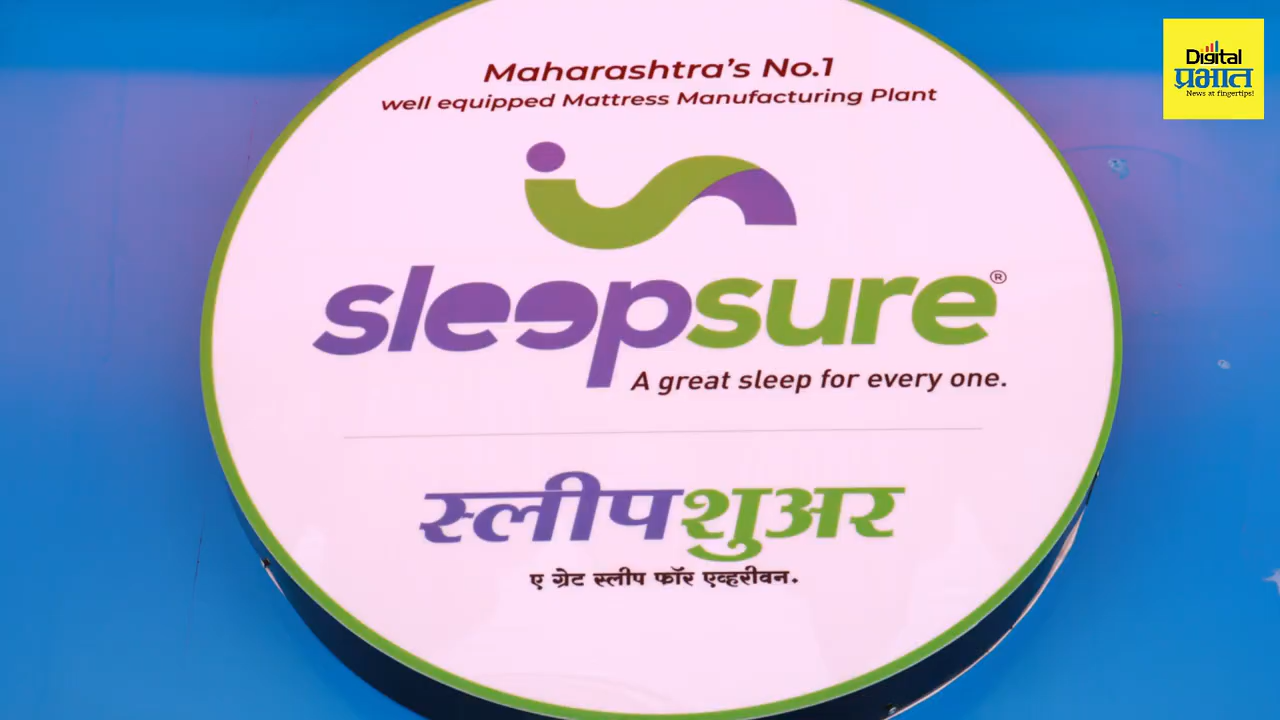 Maharashtra's No.1
well equipped Mattress Manufacturing Plant
sleepsure®
A great sleep for every one.
स्लीपशुअर
ए ग्रेट स्लीप फॉर एव्हरीवन.
Digital
प्रभात
News at fingertips!